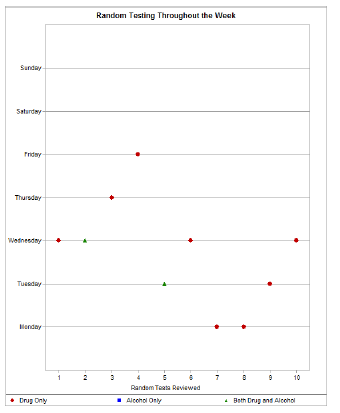 Random Testing Throughout the Week
Sunday
Saturday
Friday
Thursday
Wednesday
Tuesday
Monday
1 2 3 4 5 6 7 8 9 10
Random Tests Reviewed
Drug Only Alcohol Only Both Drug and Alcohol